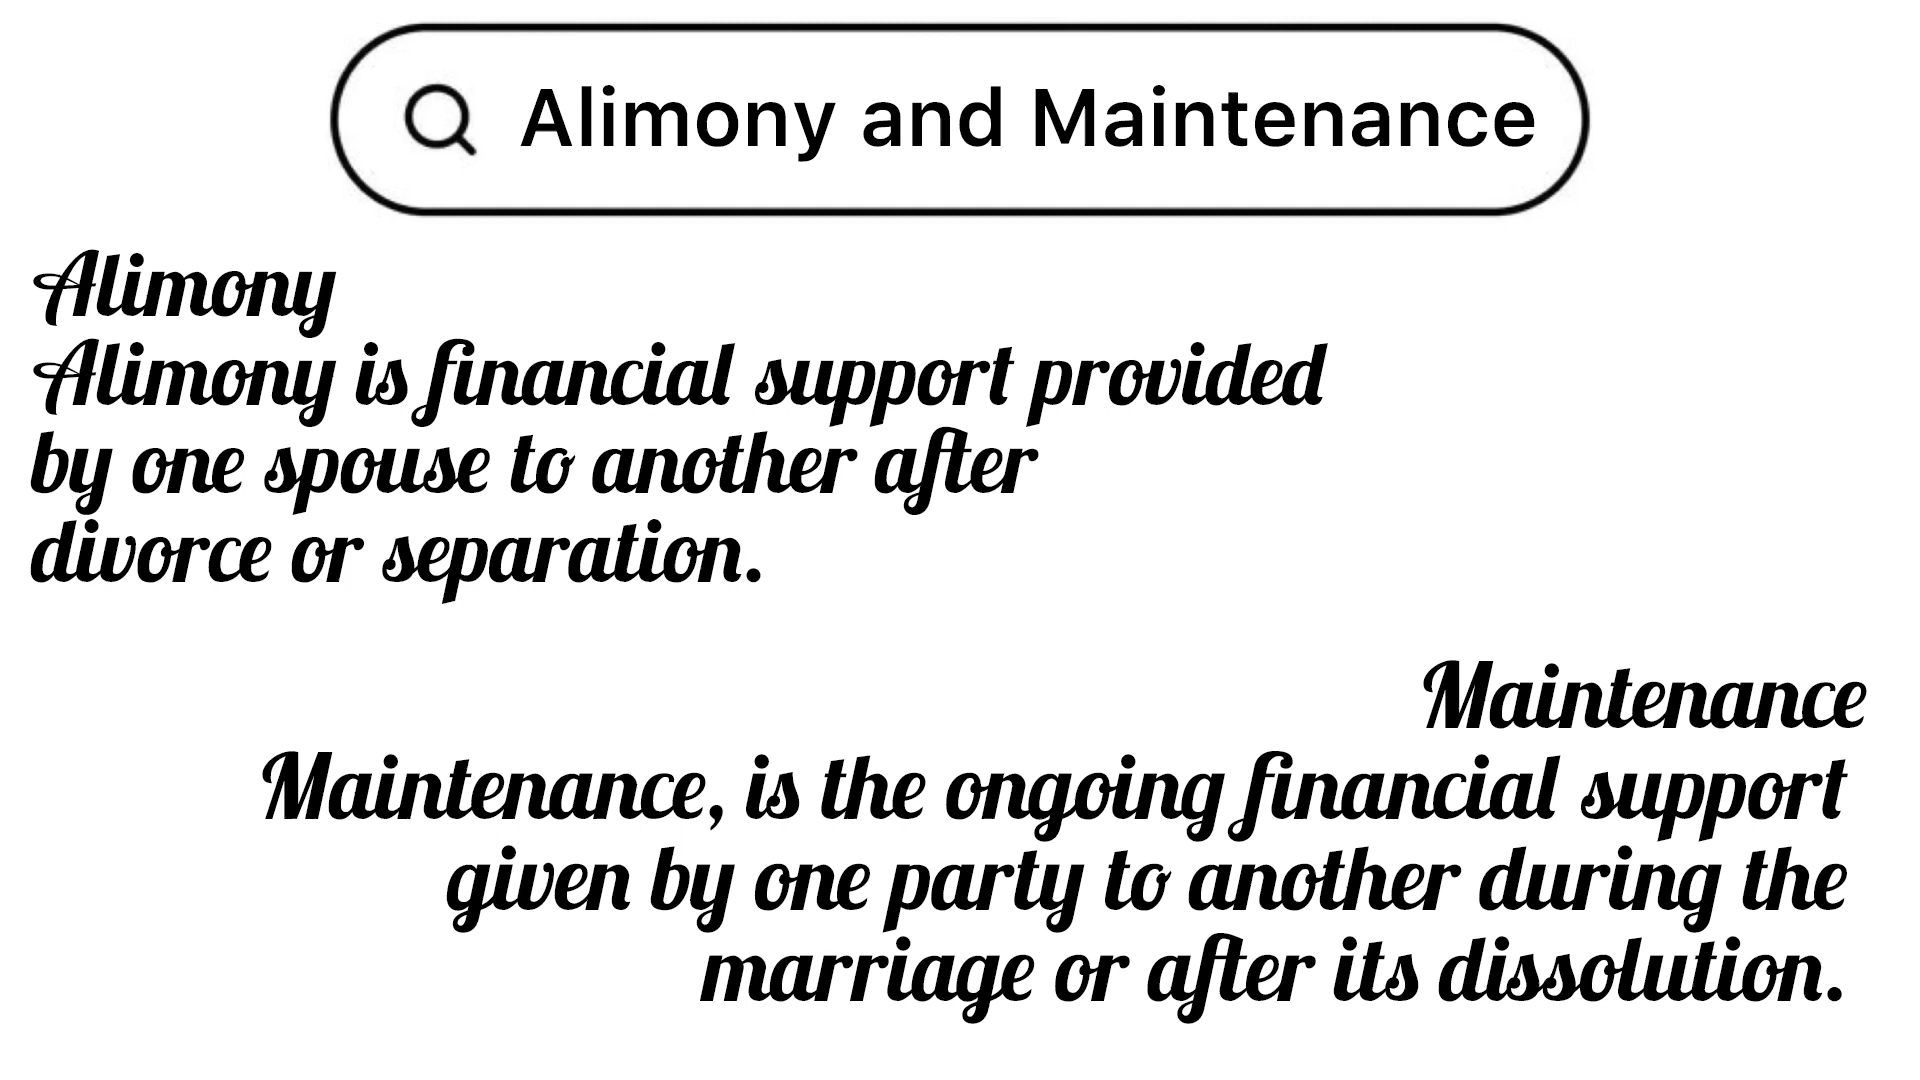 Alimony and Maintenance
Alimony
Alimony is financial support provided
by one spouse to another after
divorce or separation.
Maintenance
Maintenance, is the ongoing financial support
given by one party to another during the
marriage or after its dissolution.